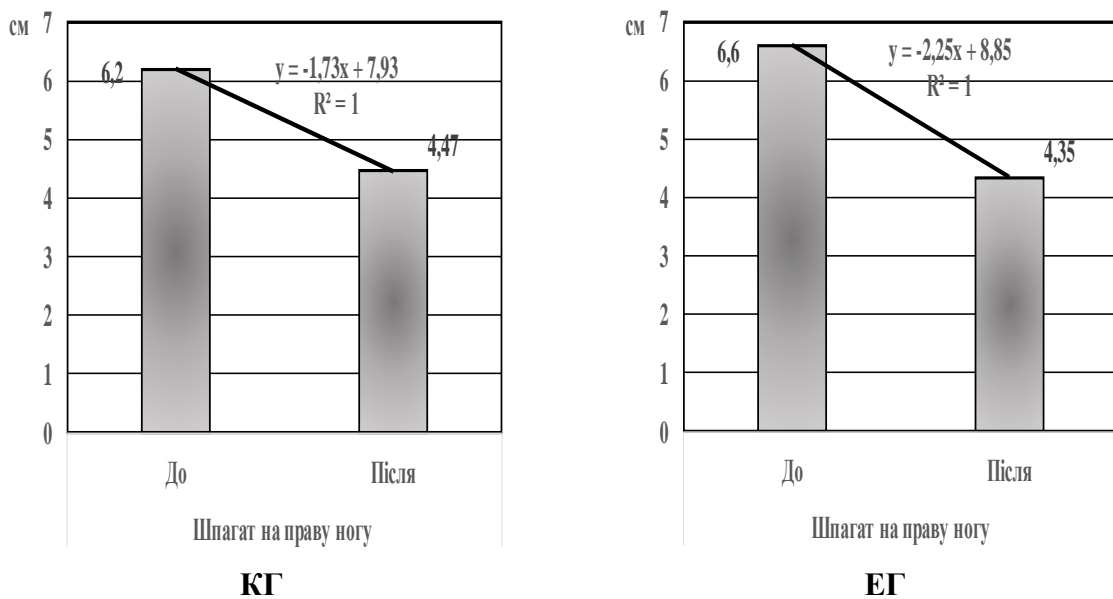 см
7
6
5
4
3
2
1
0
6,2
y = -1,73x + 7,93
R² = 1
4,47
До
Після
Шпагат на праву ногу
КГ
см
7
6
5
4
3
2
1
0
6,6
y = -2,25x + 8,85
R² = 1
4,35
До
Після
Шпагат на праву ногу
ЕГ